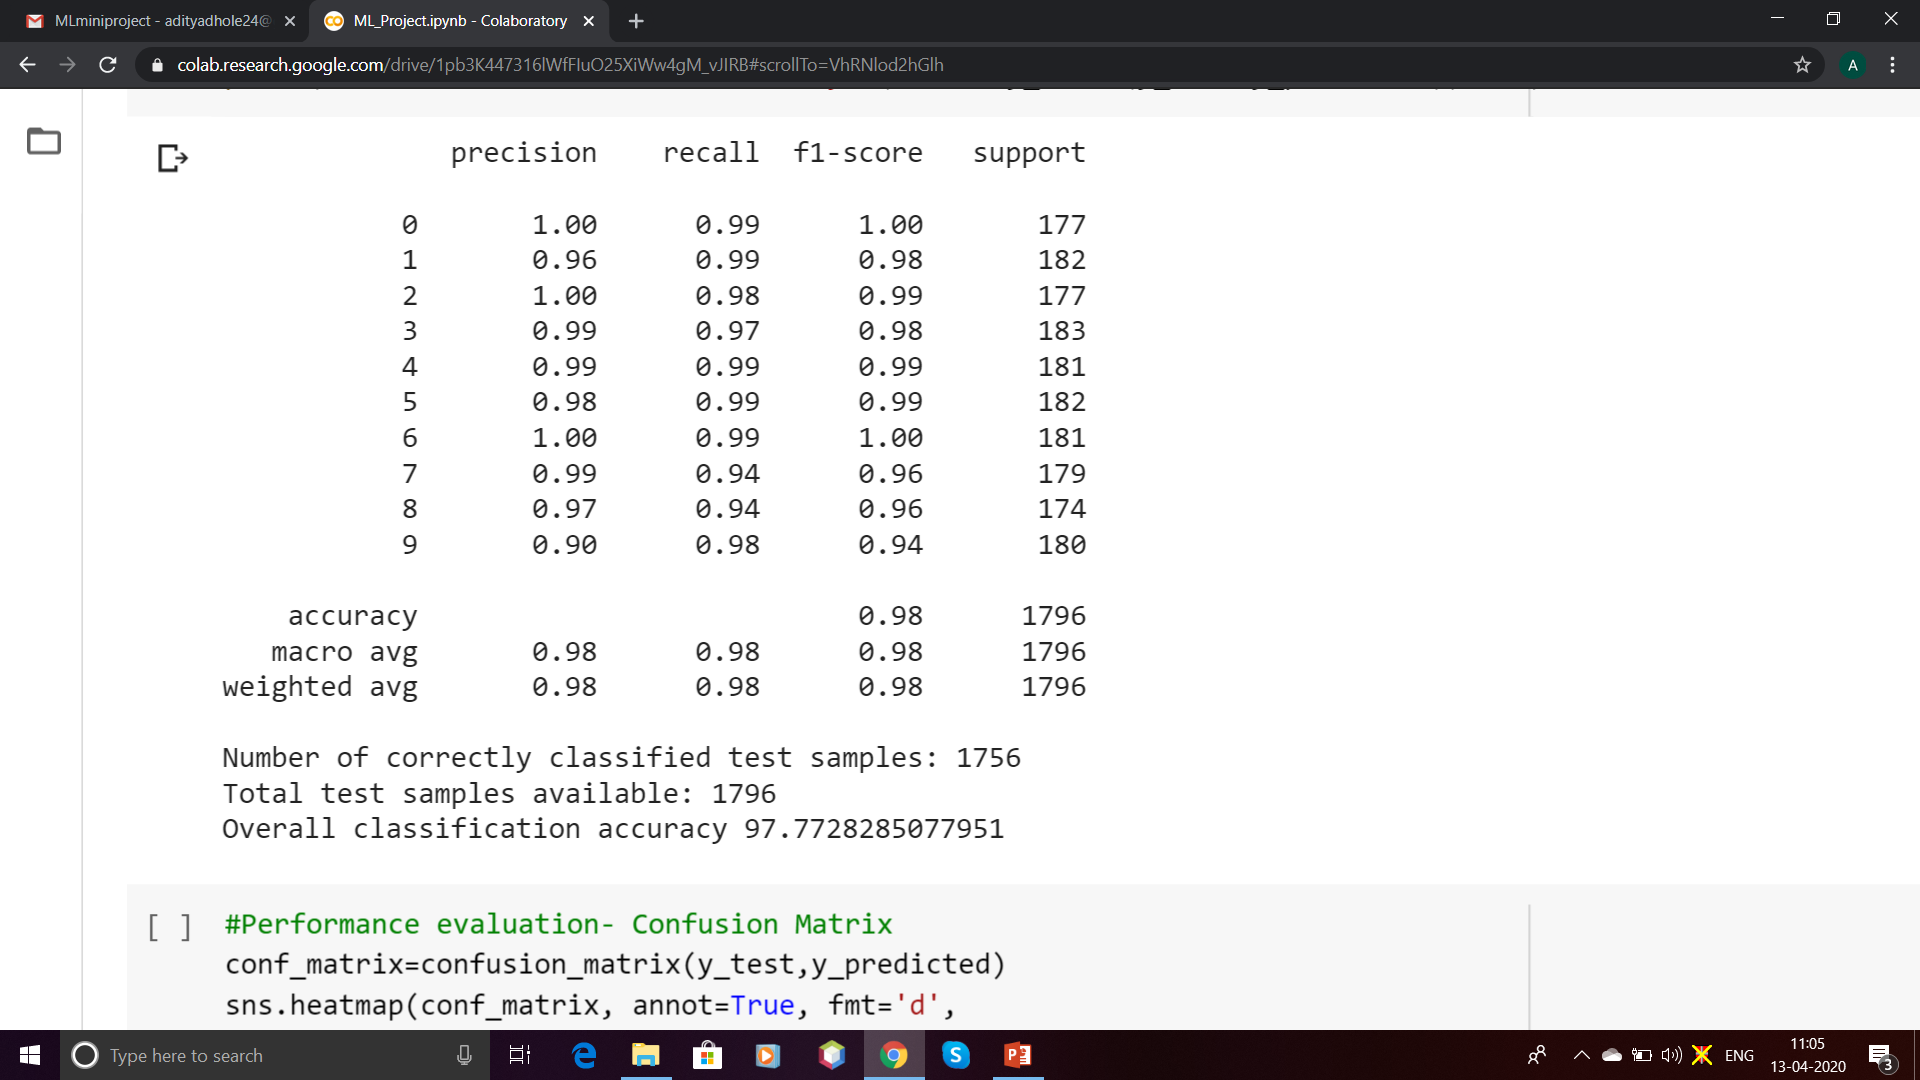 MLminiproject - adityadhole24@
ML_Project.ipynb - Colaboratory
colab.research.google.com/drive/1pb3K447316lWfFIuO25XiWw4gM_vJIRB#scrollTo=VhRNlod2hGlh
A
precision recall f1-score support
0 1.00 0.99 1.00 177
1 0.96 0.99 0.98 182
2 1.00 0.98 0.99 177
3 0.99 0.97 0.98 183
4 0.99 0.99 0.99 181
5 0.98 0.99 0.99 182
6 1.00 0.99 1.00 181
7 0.99 0.94 0.96 179
8 0.97 0.94 0.96 174
9 0.90 0.98 0.94 180
accuracy 0.98 1796
macro avg 0.98 0.98 0.98 1796
weighted avg 0.98 0.98 0.98 1796
Number of correctly classified test samples: 1756
Total test samples available: 1796
Overall classification accuracy 97.7728285077951
[ ] #Performance evaluation- Confusion Matrix
conf_matrix=confusion_matrix(y_test,y_predicted)
sns.heatmap(conf_matrix, annot=True, fmt='d',
Type here to search
ENG
11:05
13-04-2020
3